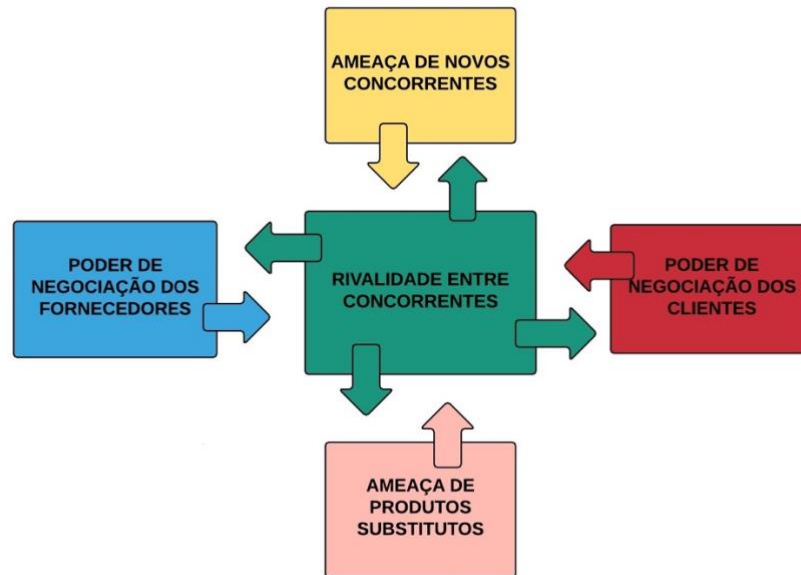 AMEAÇA DE NOVOS
CONCORRENTES
PODER DE
NEGOCIAÇÃO DOS
FORNECEDORES
RIVALIDADE ENTRE
CONCORRENTES
PODER DE
NEGOCIAÇÃO DOS
CLIENTES
AMEAÇA DE
PRODUTOS
SUBSTITUTOS